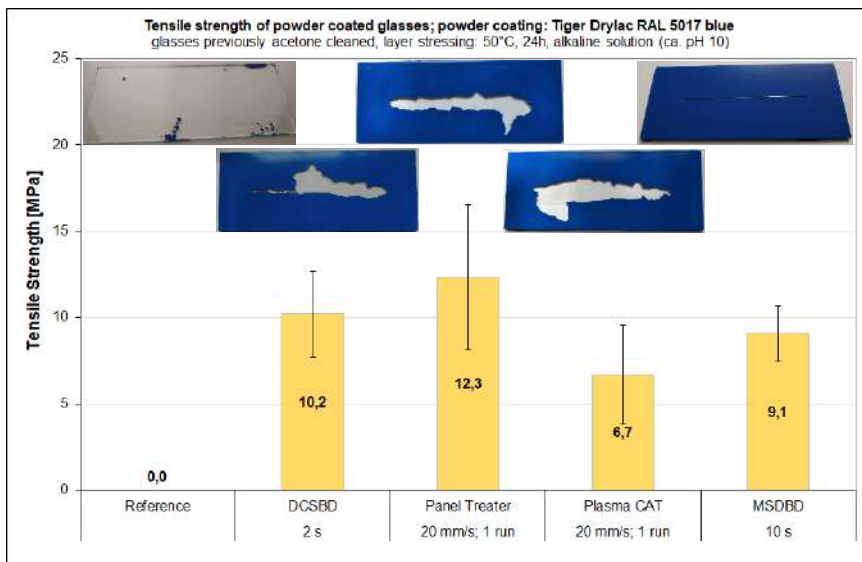 Tensile strength of powder coated glasses; powder coating: Tiger Drylac RAL 5017 blue
glasses previously acetone cleaned, layer stressing: 50°C, 24h, alkaline solution (ca. pH 10)
Tensile Strength [MPa]
25
20
15
10
5
0
0,0
10,2
12,3
6,7
9,1
Reference
DCSBD
Panel Treater
Plasma CAT
MSDBD
2 s
20 mm/s; 1 run
20 mm/s; 1 run
10 s